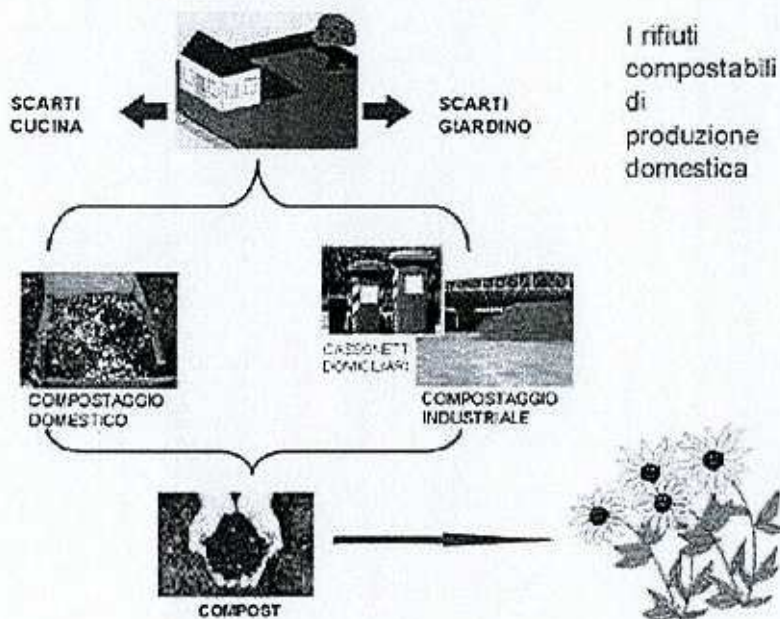 I rifiuti
compostabili
di
produzione
domestica
SCARTI
CUCINA
SCARTI
GIARDINO
CASSONETTI
DOMICILIARI
COMPOSTAGGIO
DOMESTICO
COMPOSTAGGIO
INDUSTRIALE
COMPOST